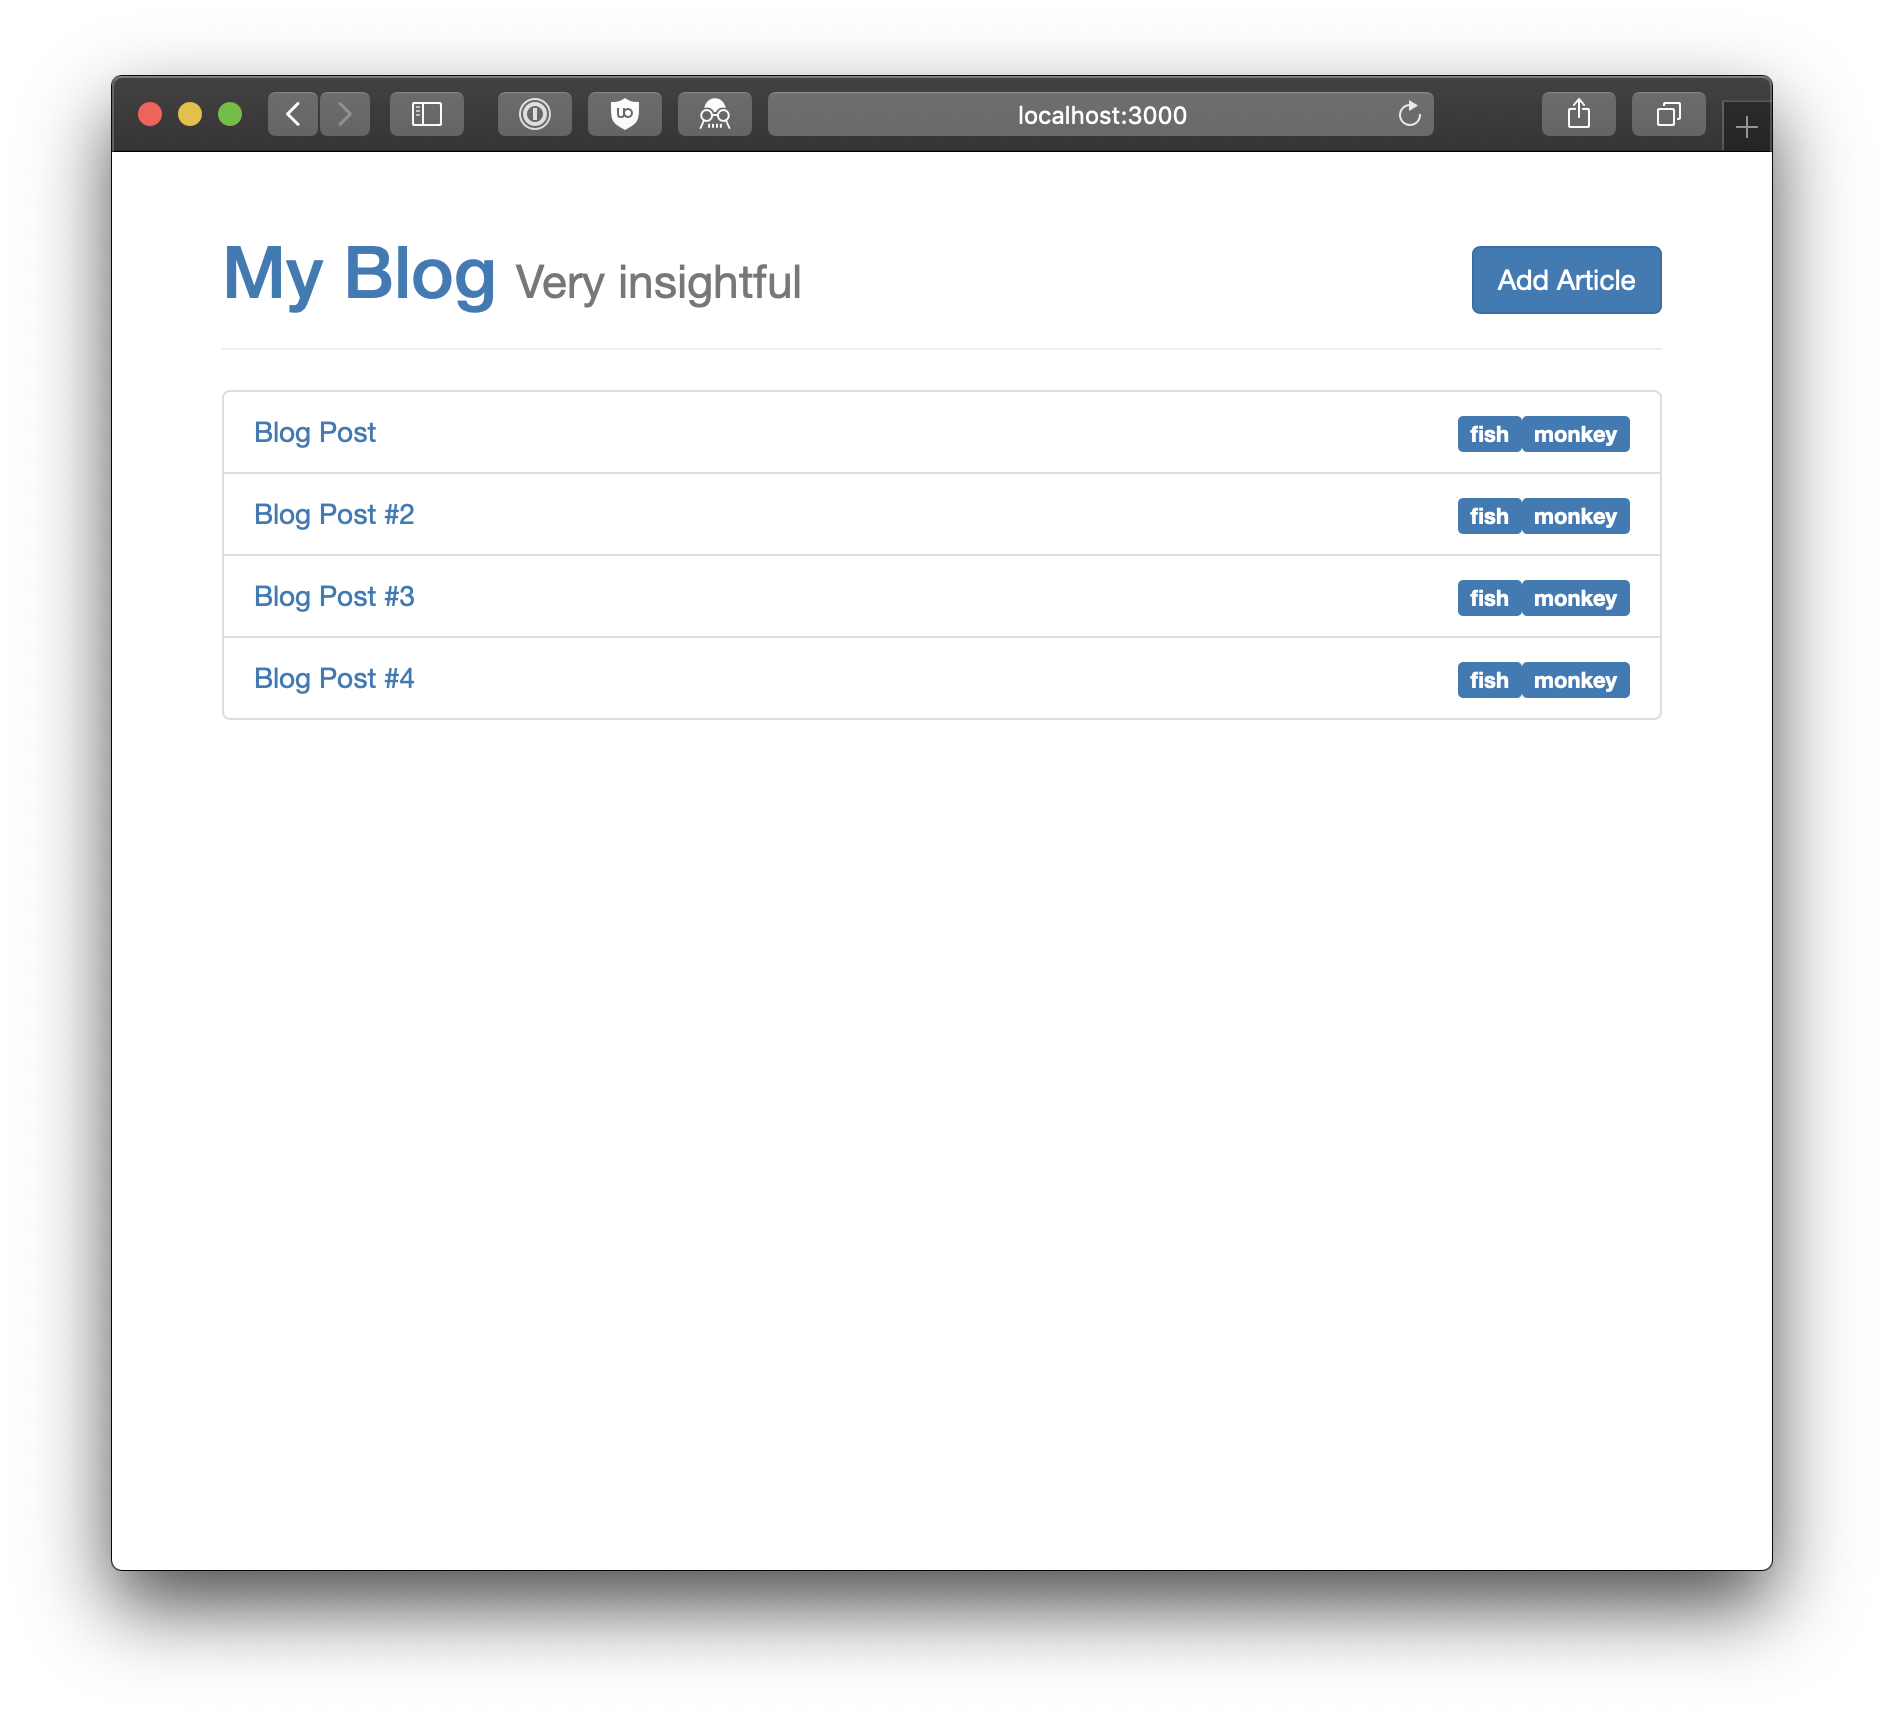 localhost:3000
My Blog Very insightful
Add Article
Blog Post fish monkey
Blog Post #2 fish monkey
Blog Post #3 fish monkey
Blog Post #4 fish monkey